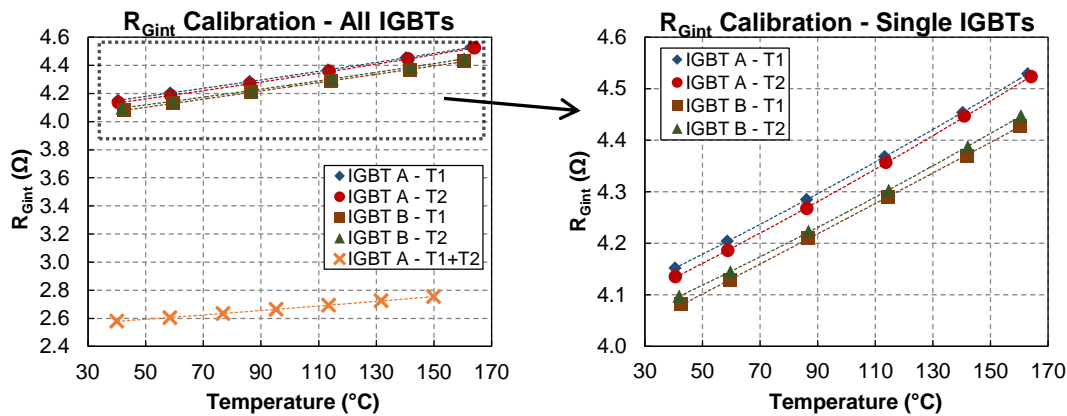 R_Gint Calibration - All IGBTs
R_Gint (Ω)
4.6
4.4
4.2
4.0
3.8
3.6
3.4
3.2
3.0
2.8
2.6
2.4
IGBT A - T1
IGBT A - T2
IGBT B - T1
IGBT B - T2
IGBT A - T1+T2
30 50 70 90 110 130 150 170
Temperature (°C)
R_Gint Calibration - Single IGBTs
R_Gint (Ω)
4.6
4.5
4.4
4.3
4.2
4.1
4.0
IGBT A - T1
IGBT A - T2
IGBT B - T1
IGBT B - T2
30 50 70 90 110 130 150 170
Temperature (°C)